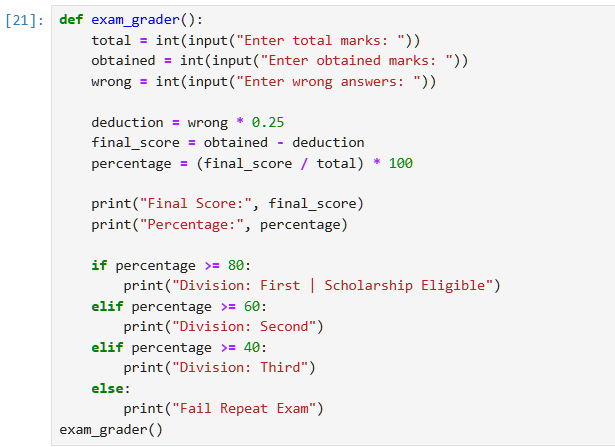 [21]: def exam_grader():
    total = int(input("Enter total marks: "))
    obtained = int(input("Enter obtained marks: "))
    wrong = int(input("Enter wrong answers: "))

    deduction = wrong * 0.25
    final_score = obtained - deduction
    percentage = (final_score / total) * 100

    print("Final Score:", final_score)
    print("Percentage:", percentage)

    if percentage >= 80:
        print("Division: First | Scholarship Eligible")
    elif percentage >= 60:
        print("Division: Second")
    elif percentage >= 40:
        print("Division: Third")
    else:
        print("Fail Repeat Exam")
exam_grader()